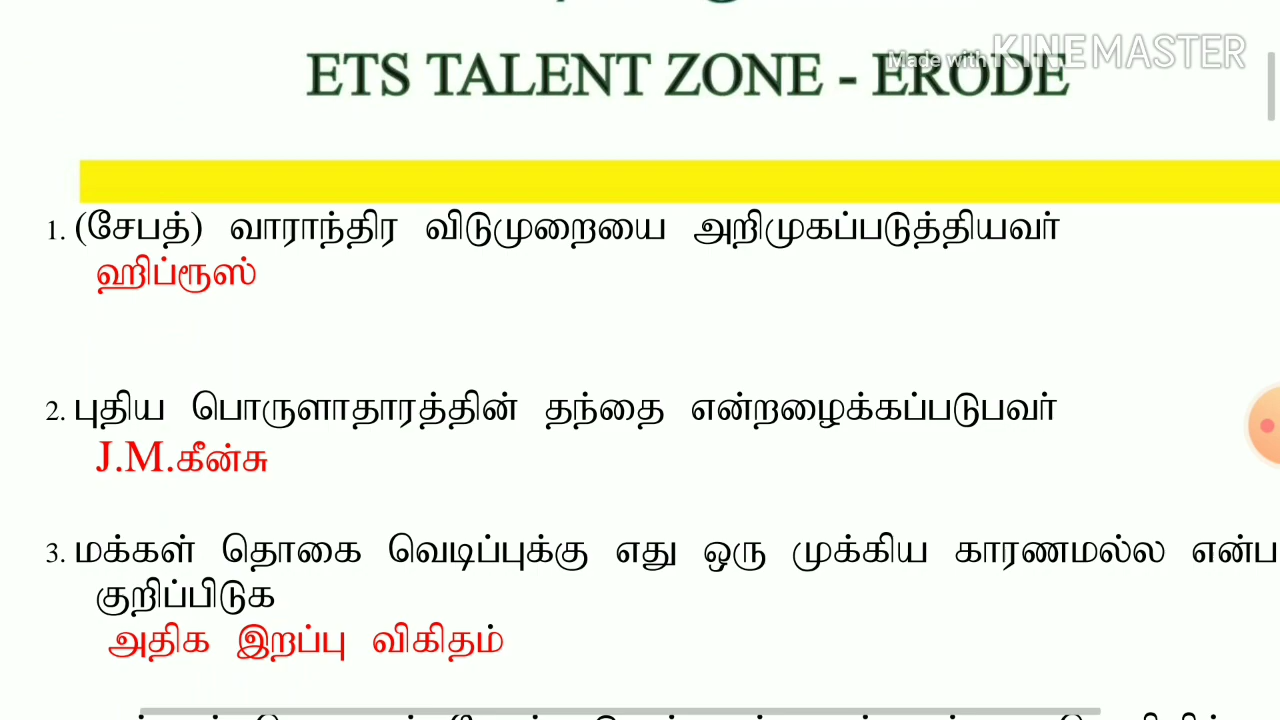 ETS TALENT ZONE - ERODE
Made with KINEMASTER
1. (சேபத்) வாராந்திர விடுமுறையை அறிமுகப்படுத்தியவர்
ஹிப்ரூஸ்
2. புதிய பொருளாதாரத்தின் தந்தை என்றழைக்கப்படுபவர்
J.M.கீன்சு
3. மக்கள் தொகை வெடிப்புக்கு எது ஒரு முக்கிய காரணமல்ல என்ப
குறிப்பிடுக
அதிக இறப்பு விகிதம்